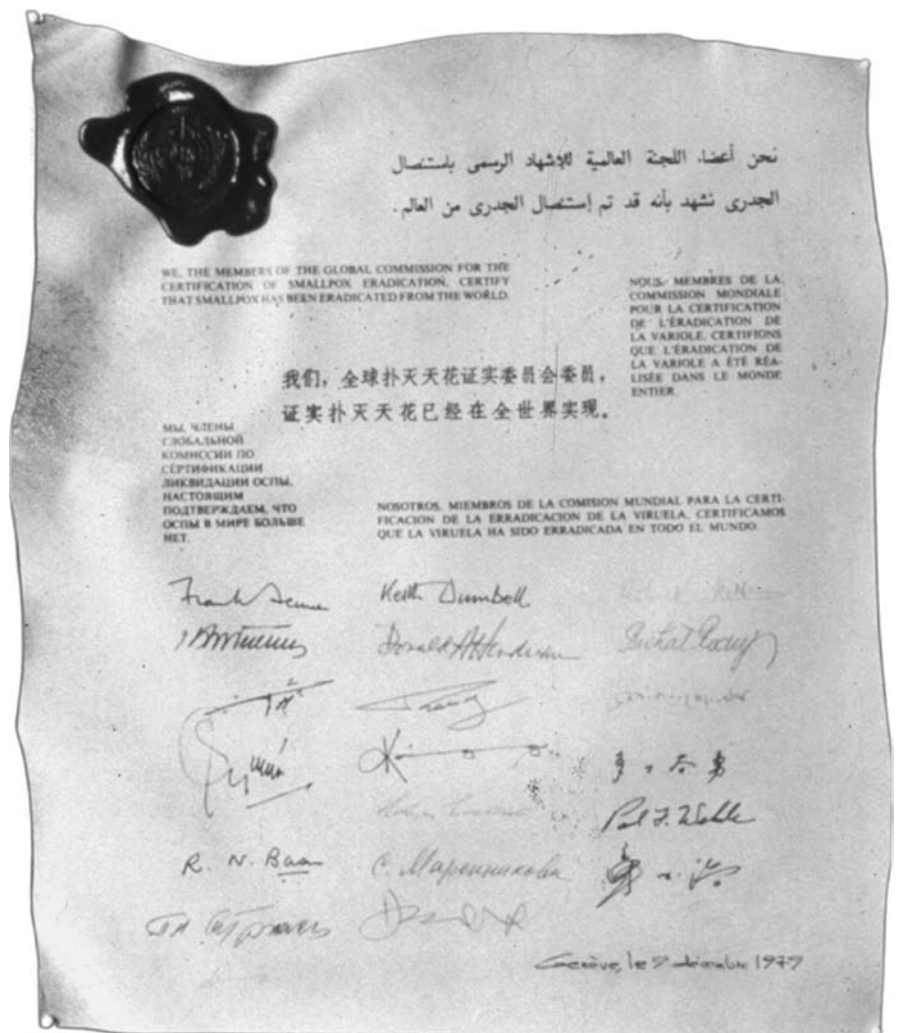 نحن أعضاء اللجنة العالمية للإشهاد الرسمى باستئصال
الجدرى نشهد بأنه قد تم إستئصال الجدرى من العالم .
WE, THE MEMBERS OF THE GLOBAL COMMISSION FOR THE
CERTIFICATION OF SMALLPOX ERADICATION, CERTIFY
THAT SMALLPOX HAS BEEN ERADICATED FROM THE WORLD.
NOUS, MEMBRES DE LA
COMMISSION MONDIALE
POUR LA CERTIFICATION
DE L'ÉRADICATION DE
LA VARIOLE, CERTIFIONS
QUE L'ÉRADICATION DE
LA VARIOLE A ÉTÉ RÉA-
LISÉE DANS LE MONDE
ENTIER.
我们，全球扑灭天花证实委员会委员，
证实扑灭天花已经在全世界实现。
МЫ, ЧЛЕНЫ
ГЛОБАЛЬНОЙ
КОМИССИИ ПО
СЕРТИФИКАЦИИ
ЛИКВИДАЦИИ ОСПЫ,
НАСТОЯЩИМ
ПОДТВЕРЖДАЕМ, ЧТО
ОСПЫ В МИРЕ БОЛЬШЕ
НЕТ.
NOSOTROS, MIEMBROS DE LA COMISION MUNDIAL PARA LA CERTI-
FICACION DE LA ERRADICACION DE LA VIRUELA, CERTIFICAMOS
QUE LA VIRUELA HA SIDO ERRADICADA EN TODO EL MUNDO.
Frank Fenner Keith Dumbell
Donald A Henderson
Paul F. Wehrle
R. N. Basu С. Маренникова
Genève, le 9 décembre 1979